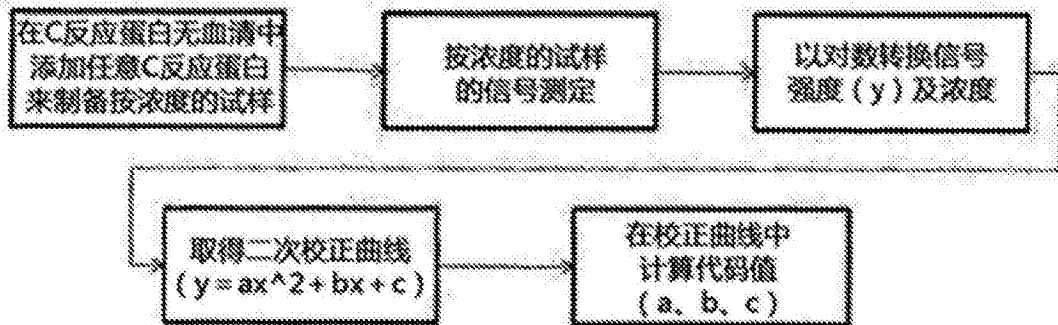 在C反应蛋白无血清中
添加任意C反应蛋白
来制备按浓度的试样
按浓度的试样
的信号测定
以对数转换信号
强度(y)及浓度
取得二次校正曲线
(y=ax^2+bx+c)
在校正曲线中
计算代码值
(a、b、c)